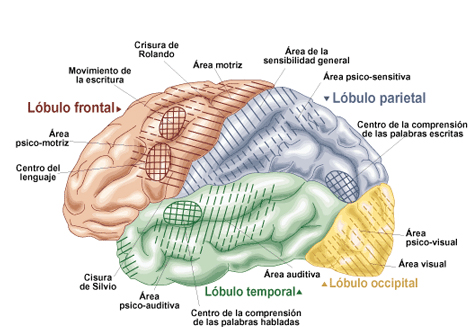 Crisura de
Rolando
Área motriz
Área de la
sensibilidad general
Movimiento de
la escritura
Área psico-sensitiva
Lóbulo frontal
Lóbulo parietal
Área
psico-motriz
Centro de la comprensión
de las palabras escritas
Centro del
lenguaje
Área
psico-visual
Área visual
Cisura
de Silvio
Área
psico-auditiva
Área auditiva
Lóbulo temporal
Lóbulo occipital
Centro de la comprensión
de las palabras habladas